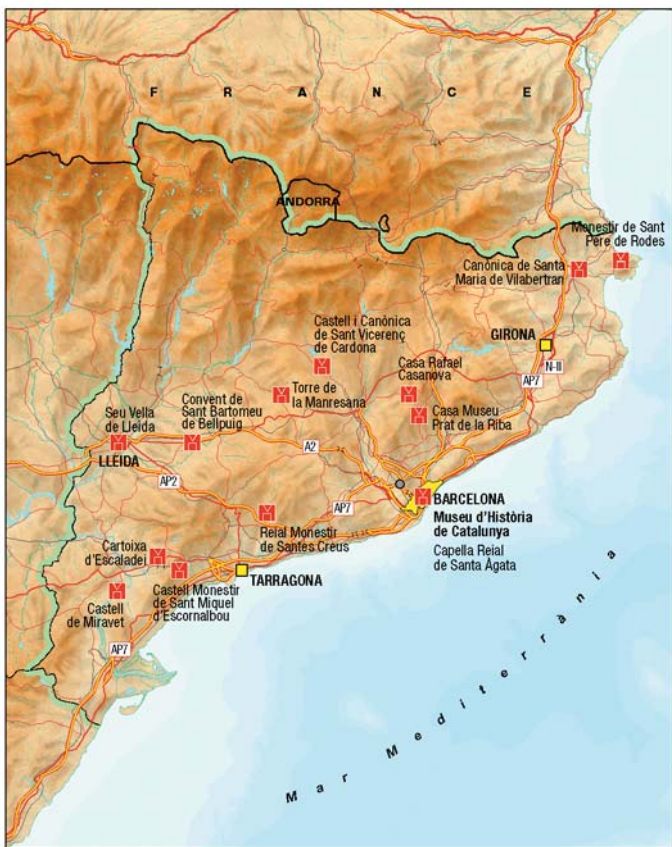 F R A N C E
ANDORRA
Monestir de Sant
Pere de Rodes
Canònica de Santa
Maria de Vilabertran
Castell i Canònica
de Sant Vicerenç
de Cardona
GIRONA
N-II
AP7
Casa Rafael
Casanova
Torre de
la Manresana
Casa Museu
Prat de la Riba
Seu Vella
de Lleida
Convent de
Sant Bartomeu
de Bellpuig
A2
LLEIDA
AP2
AP7
BARCELONA
Museu d'Història
de Catalunya
Capella Reial
de Santa Àgata
Reial Monestir
de Santes Creus
Cartoixa
d'Escaladei
TARRAGONA
Castell Monestir
de Sant Miquel
d'Escornalbou
Castell
de Miravet
AP7
Mar Mediterrània